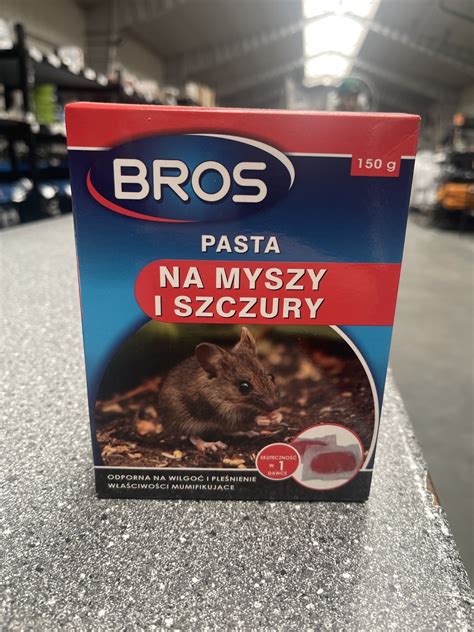 150 g
BROS
PASTA
NA MYSZY
I SZCZURY
SKUTECZNOŚĆ
W
1
DAWCE
ODPORNA NA WILGOĆ I PLEŚNIENIE
WŁAŚCIWOŚCI MUMIFIKUJĄCE